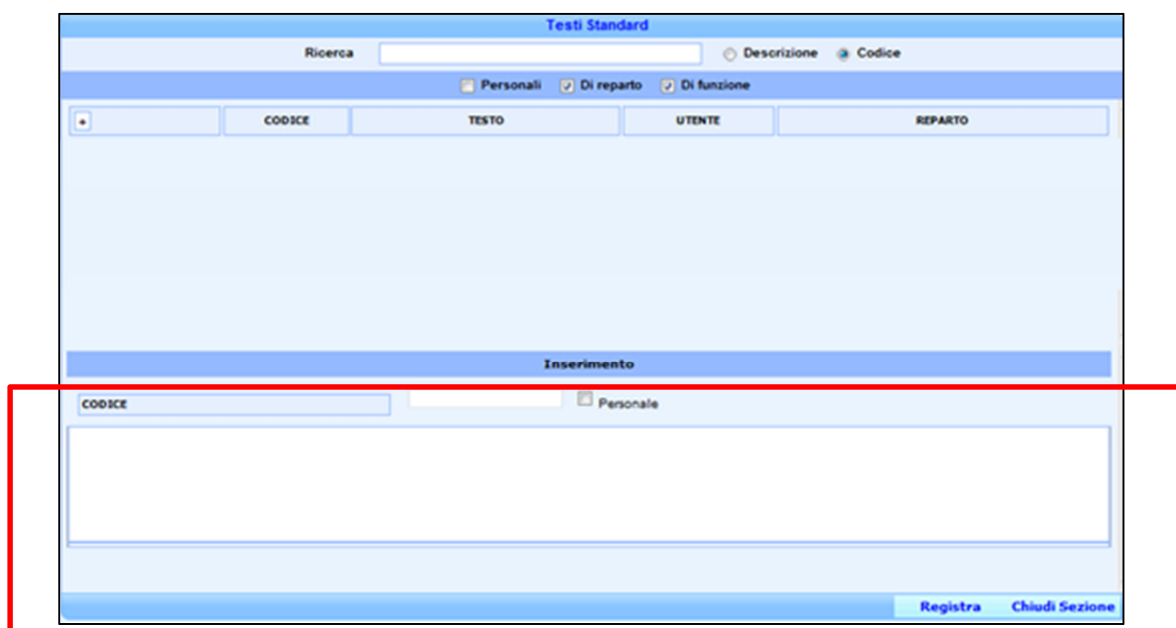 Testi Standard
Ricerca Descrizione Codice
Personali Di reparto Di funzione
+ CODICE TESTO UTENTE REPARTO
Inserimento
CODICE Personale
Registra Chiudi Sezione